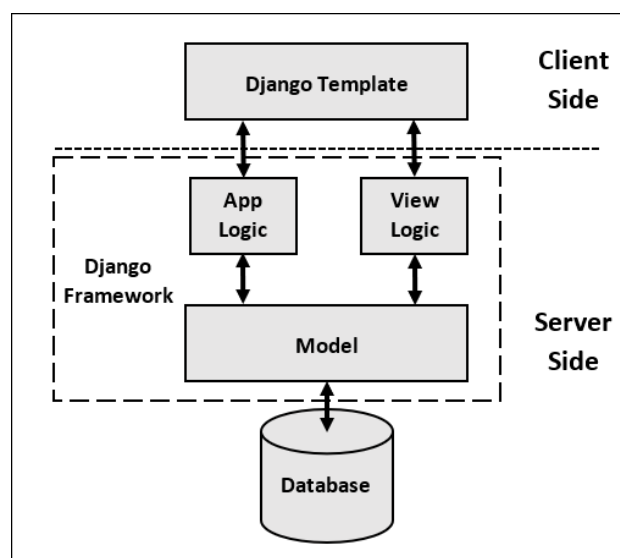 Django Template
Client
Side
App
Logic
View
Logic
Django
Framework
Model
Server
Side
Database